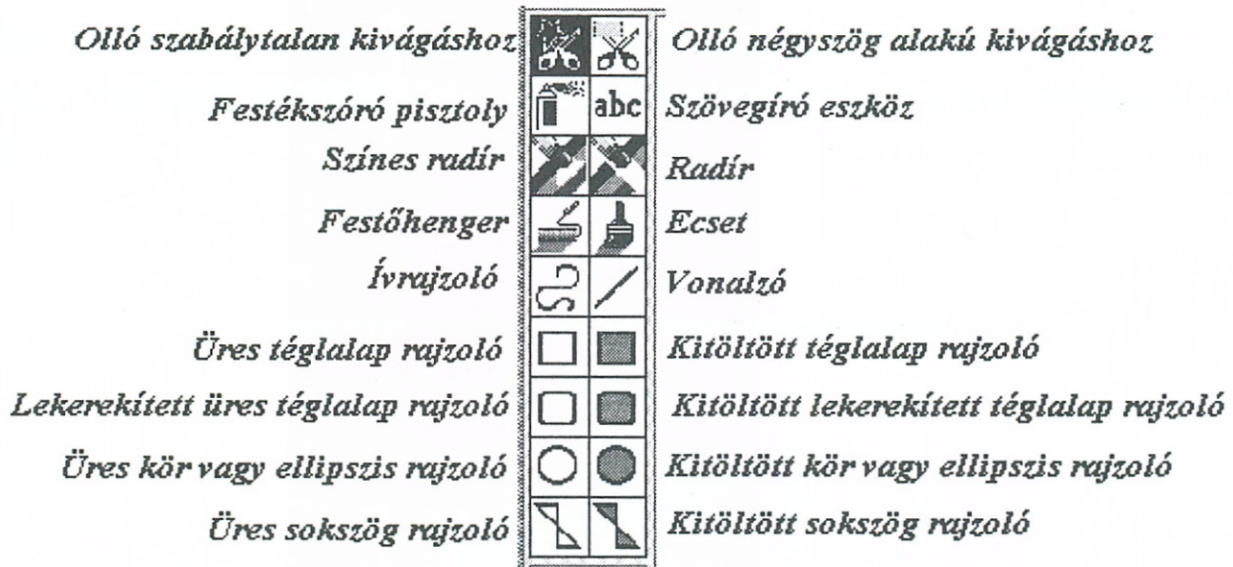 Olló szabálytalan kivágáshoz
Olló négyszög alakú kivágáshoz
Festékszóró pisztoly
abc
Szövegíró eszköz
Színes radír
Radír
Festőhenger
Ecset
Ívrajzoló
Vonalzó
Üres téglalap rajzoló
Kitöltött téglalap rajzoló
Lekerekített üres téglalap rajzoló
Kitöltött lekerekített téglalap rajzoló
Üres kör vagy ellipszis rajzoló
Kitöltött kör vagy ellipszis rajzoló
Üres sokszög rajzoló
Kitöltött sokszög rajzoló